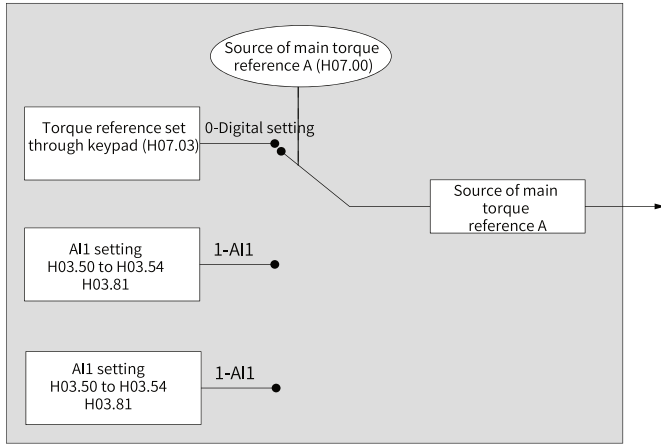 Source of main torque
reference A (H07.00)
Torque reference set
through keypad (H07.03)
0-Digital setting
Source of main
torque
reference A
AI1 setting
H03.50 to H03.54
H03.81
1-AI1
AI1 setting
H03.50 to H03.54
H03.81
1-AI1